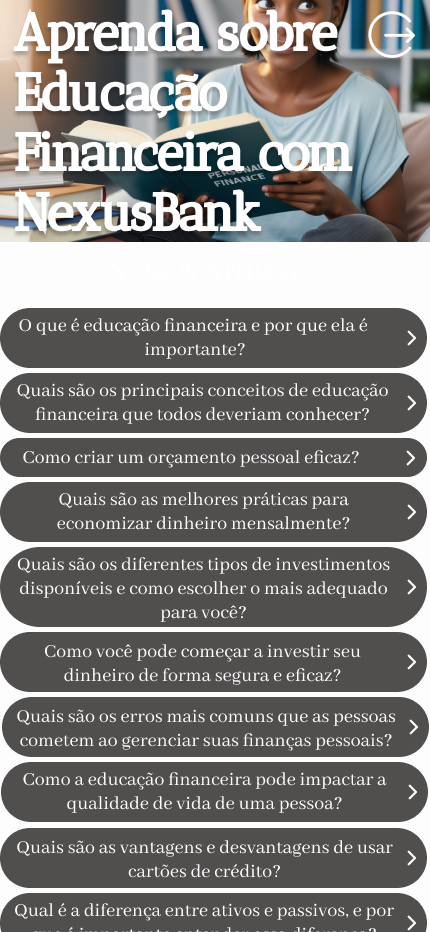 Aprenda sobre
Educação
Financeira com
NexusBank
PERSONAL
FINANCE
O que é educação financeira e por que ela é
importante?
Quais são os principais conceitos de educação
financeira que todos deveriam conhecer?
Como criar um orçamento pessoal eficaz?
Quais são as melhores práticas para
economizar dinheiro mensalmente?
Quais são os diferentes tipos de investimentos
disponíveis e como escolher o mais adequado
para você?
Como você pode começar a investir seu
dinheiro de forma segura e eficaz?
Quais são os erros mais comuns que as pessoas
cometem ao gerenciar suas finanças pessoais?
Como a educação financeira pode impactar a
qualidade de vida de uma pessoa?
Quais são as vantagens e desvantagens de usar
cartões de crédito?
Qual é a diferença entre ativos e passivos, e por
que é importante entender essa diferença?